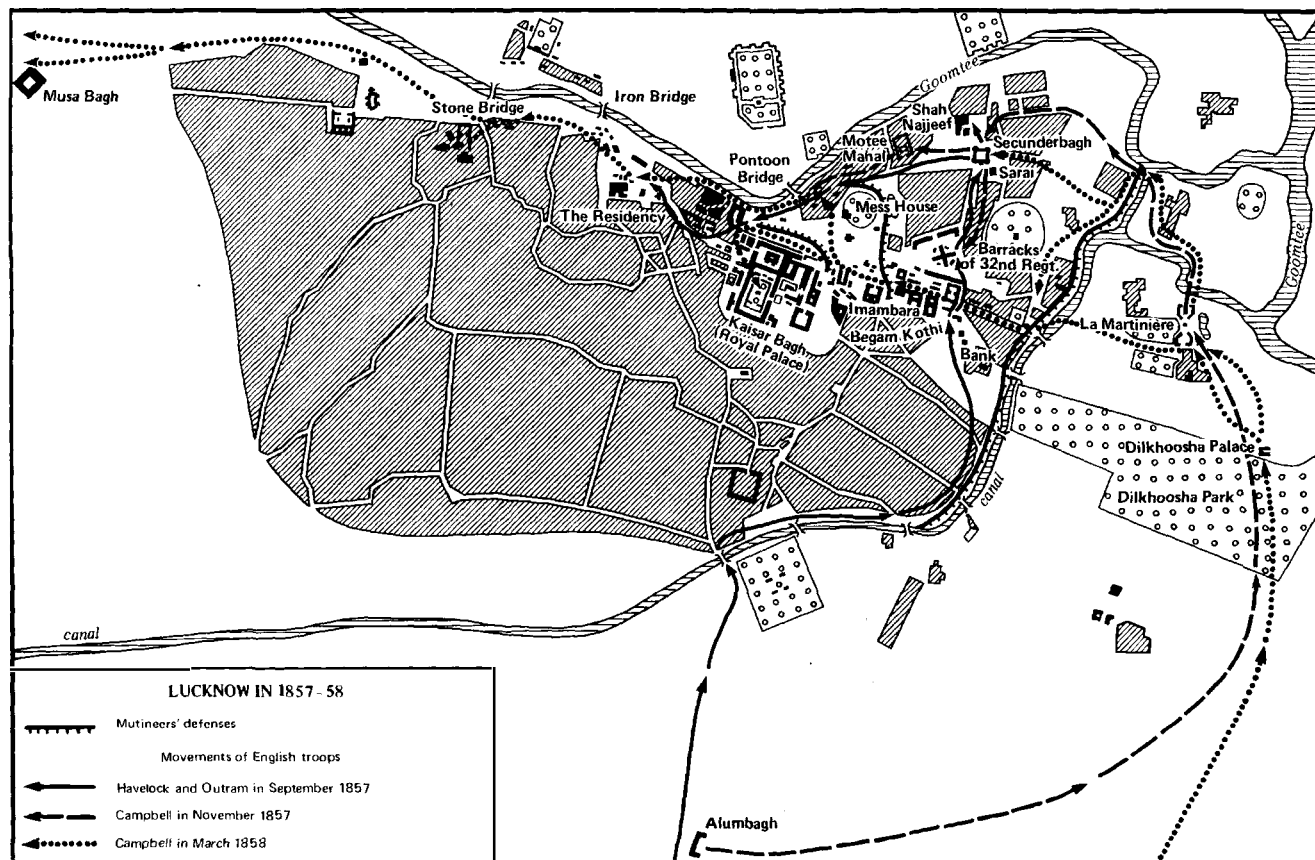 Musa Bagh
Stone Bridge
Iron Bridge
Goomtee
Shah
Najjeef
Motee
Mahal
Secunderbagh
Pontoon
Bridge
Sarai
Mess House
The Residency
Barracks
of 32nd Regt.
Goomtee
Imambara
La Martinière
Kaisar Bagh
(Royal Palace)
Begam Kothi
Bank
Dilkhoosha Palace
Dilkhoosha Park
canal
canal
Alumbagh
LUCKNOW IN 1857-58
Mutineers' defenses
Movements of English troops
Havelock and Outram in September 1857
Campbell in November 1857
Campbell in March 1858